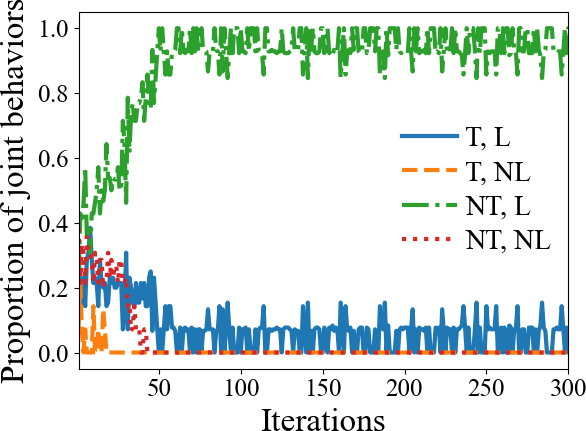 Proportion of joint behaviors
1.0
0.8
0.6
0.4
0.2
0.0
T, L
T, NL
NT, L
NT, NL
50 100 150 200 250 300
Iterations